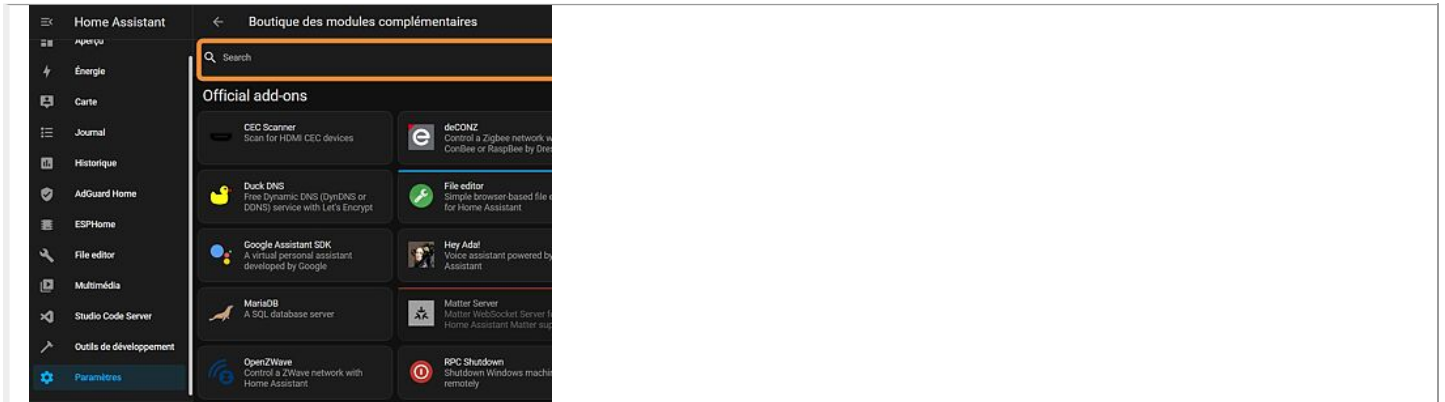 Home Assistant
Boutique des modules complémentaires
Aperçu
Search
Énergie
Official add-ons
Carte
Journal
Historique
AdGuard Home
ESPHome
File editor
Multimédia
Studio Code Server
Outils de développement
Paramètres
CEC Scanner
Scan for HDMI CEC devices
deCONZ
Control a Zigbee network w
ConBee or RaspBee by Dres
Duck DNS
Free Dynamic DNS (DynDNS or
DDNS) service with Let's Encrypt
File editor
Simple browser-based file e
for Home Assistant
Google Assistant SDK
A virtual personal assistant
developed by Google
Hey Ada!
Voice assistant powered by
Assistant
MariaDB
A SQL database server
Matter Server
Matter WebSocket Server f
Home Assistant Matter sup
OpenZWave
Control a ZWave network with
Home Assistant
RPC Shutdown
Shutdown Windows machin
remotely